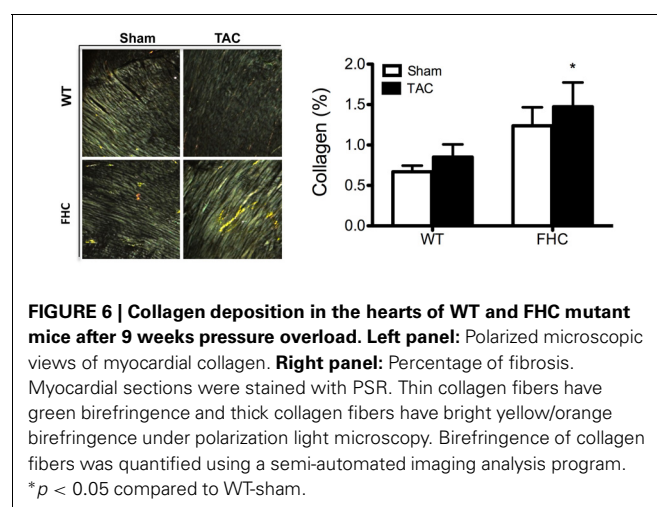 Sham TAC
WT
FHC
2.0
1.5
1.0
0.5
0.0
Collagen (%)
Sham
TAC
*
WT FHC
FIGURE 6 | Collagen deposition in the hearts of WT and FHC mutant
mice after 9 weeks pressure overload. Left panel: Polarized microscopic
views of myocardial collagen. Right panel: Percentage of fibrosis.
Myocardial sections were stained with PSR. Thin collagen fibers have
green birefringence and thick collagen fibers have bright yellow/orange
birefringence under polarization light microscopy. Birefringence of collagen
fibers was quantified using a semi-automated imaging analysis program.
*p < 0.05 compared to WT-sham.